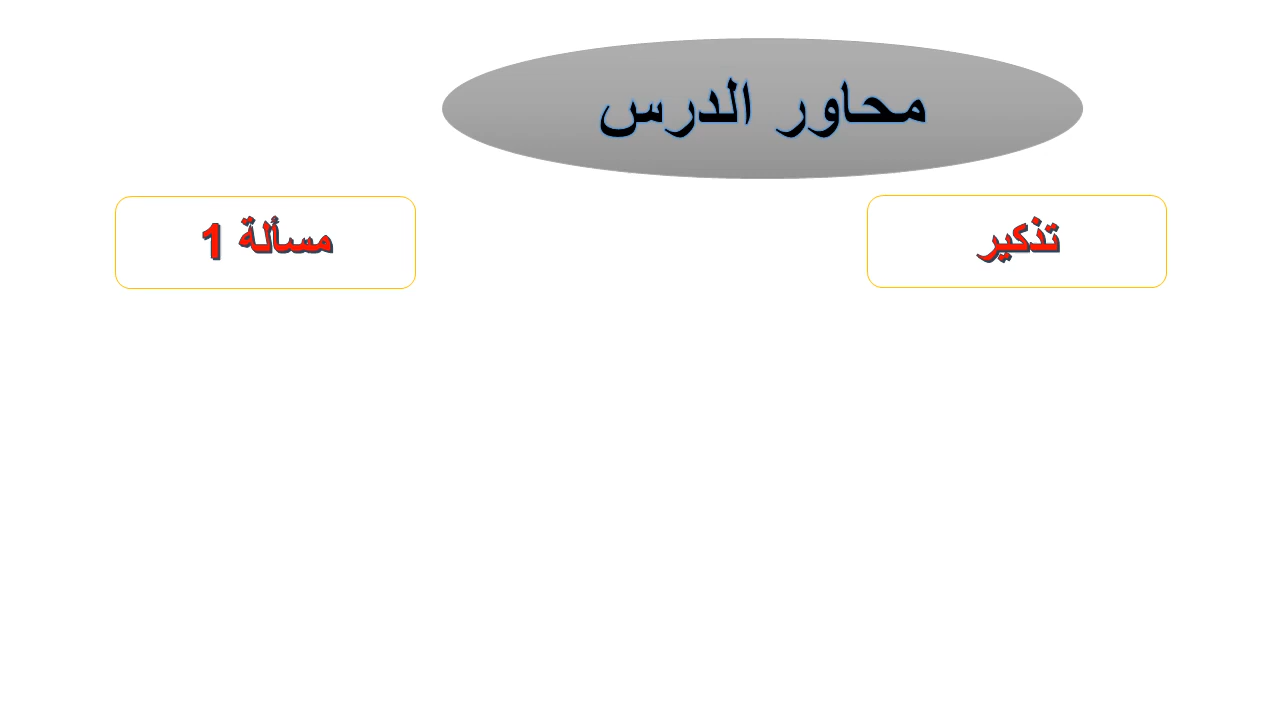 محاور الدرس
تذكير
مسألة 1